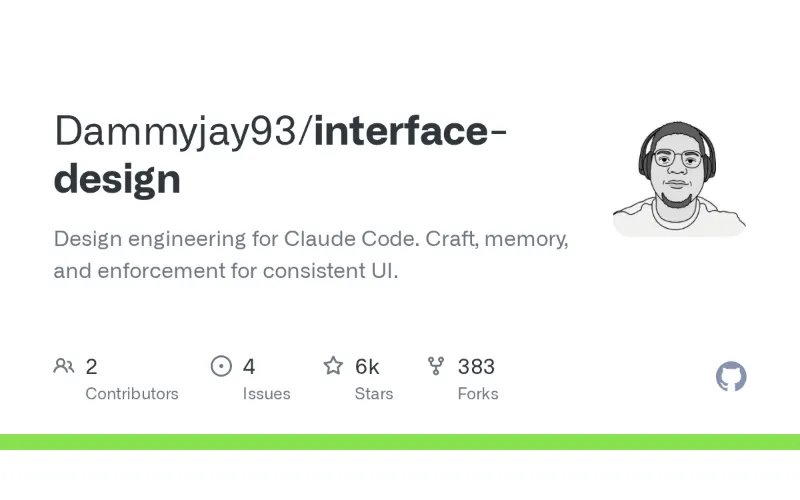 Dammyjay93/interface-
design
Design engineering for Claude Code. Craft, memory,
and enforcement for consistent UI.
2
Contributors
4
Issues
6k
Stars
383
Forks